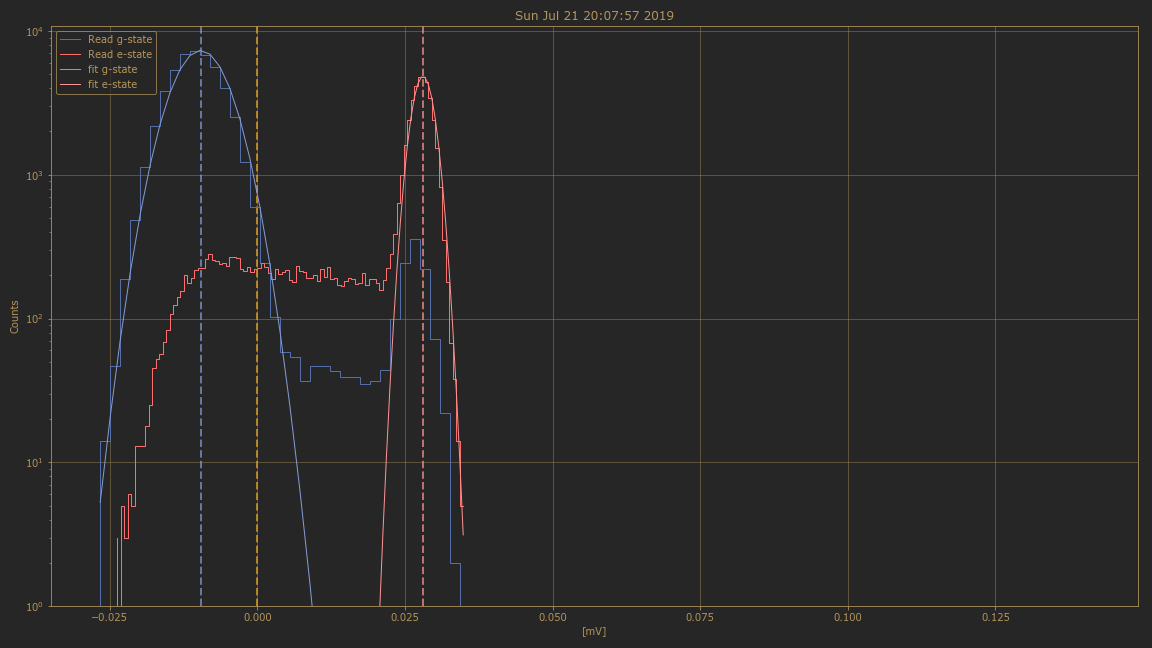 Sun Jul 21 20:07:57 2019
Read g-state
Read e-state
fit g-state
fit e-state
Counts
10⁴
10³
10²
10¹
10⁰
−0.025 0.000 0.025 0.050 0.075 0.100 0.125
[mV]